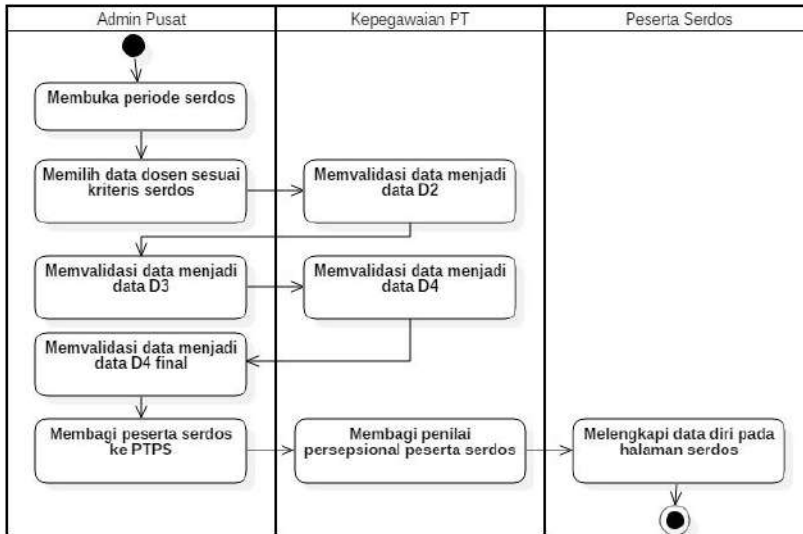 Admin Pusat
Kepegawaian PT
Peserta Serdos
Membuka periode serdos
Memilih data dosen sesuai
kriteris serdos
Memvalidasi data menjadi
data D2
Memvalidasi data menjadi
data D3
Memvalidasi data menjadi
data D4
Memvalidasi data menjadi
data D4 final
Membagi peserta serdos
ke PTPS
Membagi penilai
persepsional peserta serdos
Melengkapi data diri pada
halaman serdos